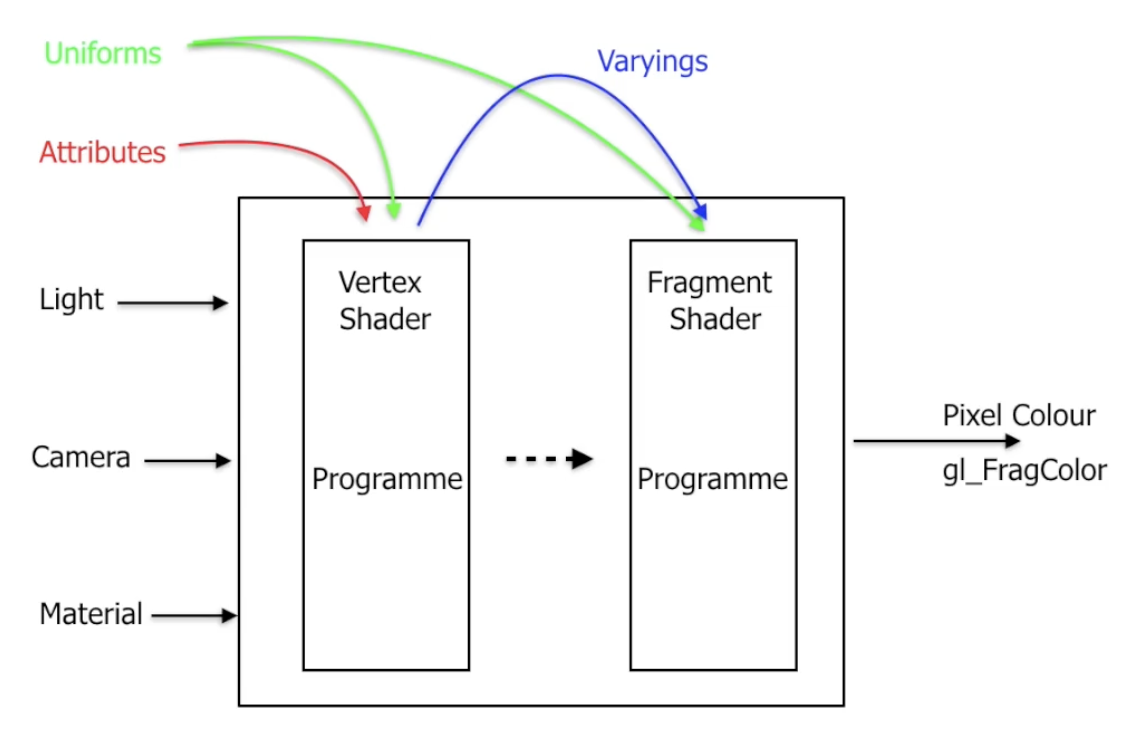 Uniforms
Varyings
Attributes
Vertex
Shader
Fragment
Shader
Light
Camera
Material
Programme
Programme
Pixel Colour
gl_FragColor